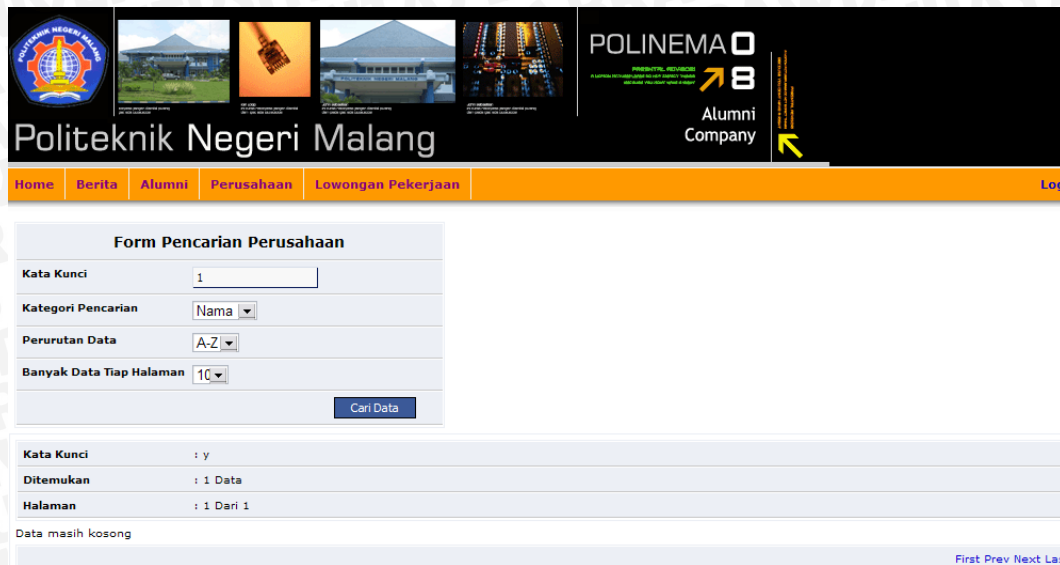 POLITEKNIK NEGERI MALANG
POLINEMA
8
Alumni
Company
Politeknik Negeri Malang
Home Berita Alumni Perusahaan Lowongan Pekerjaan Log
Form Pencarian Perusahaan
Kata Kunci 1
Kategori Pencarian Nama
Perurutan Data A-Z
Banyak Data Tiap Halaman 10
Cari Data
Kata Kunci : y
Ditemukan : 1 Data
Halaman : 1 Dari 1
Data masih kosong
First Prev Next Las